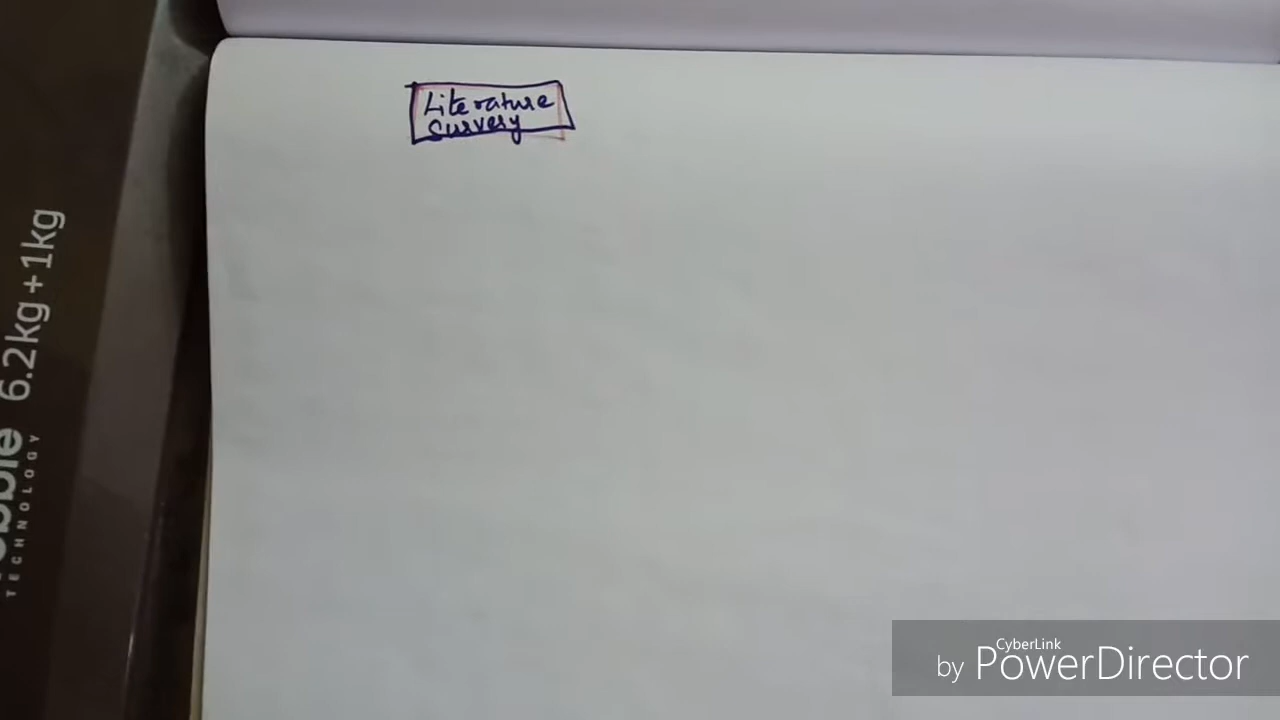 Literature
Survery
6.2kg+1kg
TECHNOLOGY
CyberLink
by PowerDirector